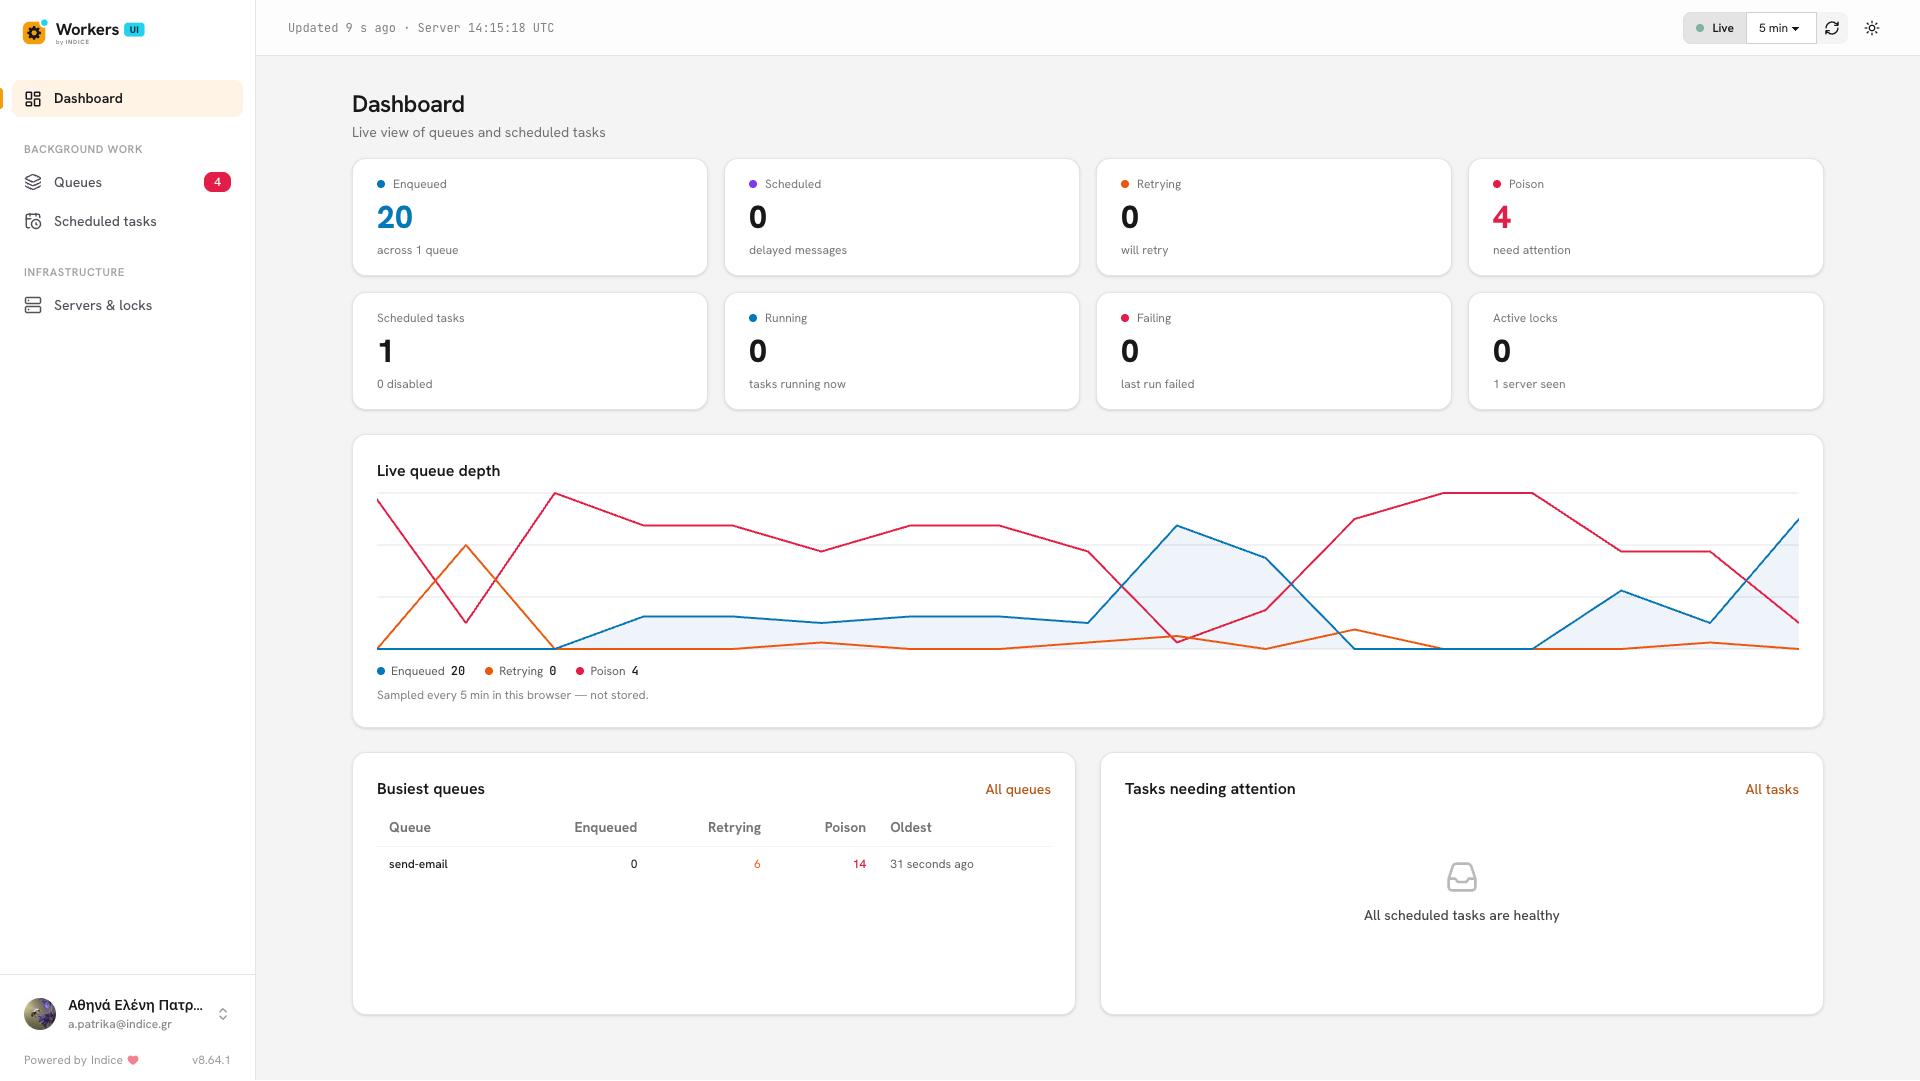 Workers UI
by INDICE
Updated 9 s ago · Server 14:15:18 UTC
Live
5 min
Dashboard
BACKGROUND WORK
Queues
4
Scheduled tasks
INFRASTRUCTURE
Servers & locks
Dashboard
Live view of queues and scheduled tasks
Enqueued
20
across 1 queue
Scheduled
0
delayed messages
Retrying
0
will retry
Poison
4
need attention
Scheduled tasks
1
0 disabled
Running
0
tasks running now
Failing
0
last run failed
Active locks
0
1 server seen
Live queue depth
Enqueued 20 Retrying 0 Poison 4
Sampled every 5 min in this browser — not stored.
Busiest queues
All queues
Queue Enqueued Retrying Poison Oldest
send-email 0 6 14 31 seconds ago
Tasks needing attention
All tasks
All scheduled tasks are healthy
Αθηνά Ελένη Πατρ...
a.patrika@indice.gr
Powered by Indice
v8.64.1